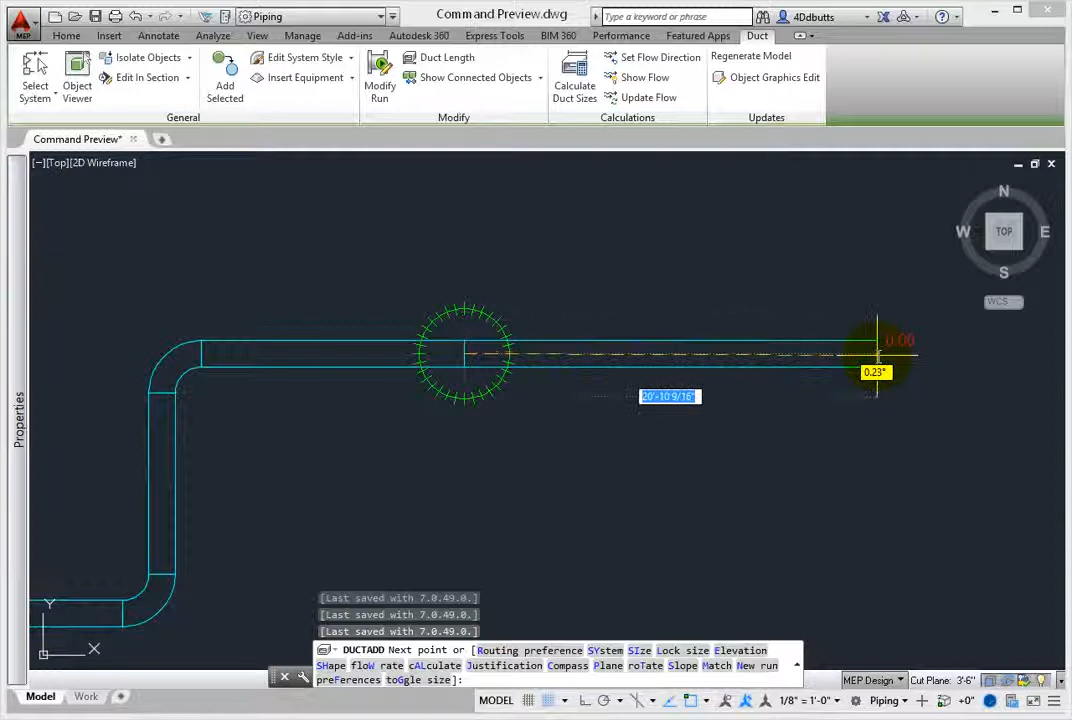 Piping
Command Preview.dwg
Type a keyword or phrase
4Ddbutts
MEP
Home Insert Annotate Analyze View Manage Add-ins Autodesk 360 Express Tools BIM 360 Performance Featured Apps Duct
Select System
Object Viewer
Isolate Objects
Edit In Section
Add Selected
Edit System Style
Insert Equipment
Modify Run
Duct Length
Show Connected Objects
Calculate Duct Sizes
Set Flow Direction
Show Flow
Update Flow
Regenerate Model
Object Graphics Edit
General Modify Calculations Updates
Command Preview*
[−][Top][2D Wireframe]
N
W TOP E
S
WCS
Properties
0.00
0.23°
20'-10 9/16"
Y
X
[Last saved with 7.0.49.0.]
[Last saved with 7.0.49.0.]
[Last saved with 7.0.49.0.]
DUCTADD Next point or [Routing preference SYstem SIze Lock size Elevation
SHape floW rate cALculate Justification Compass Plane roTate Slope Match New run
preFerences toGgle size]:
Model Work
MEP Design Cut Plane: 3'-6"
MODEL 1/8" = 1'-0" Piping +0"